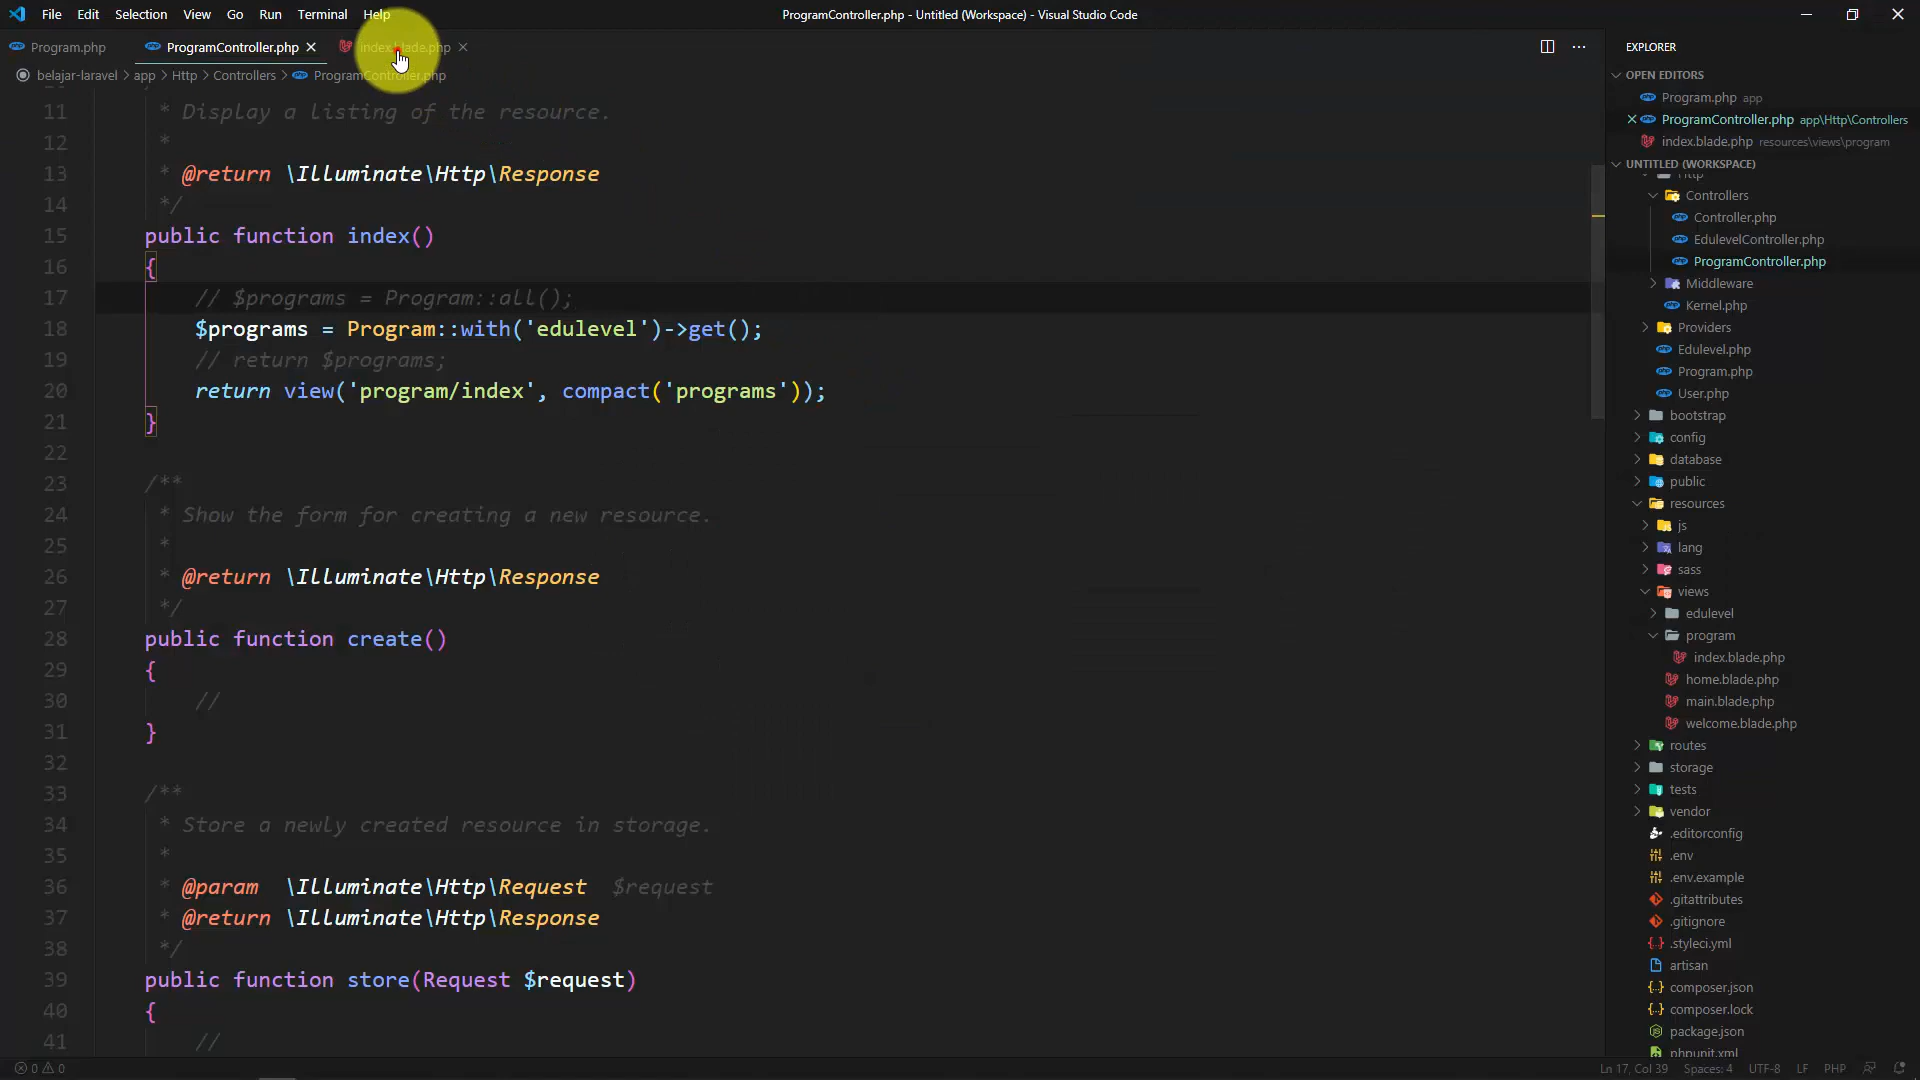 File Edit Selection View Go Run Terminal Help
ProgramController.php - Untitled (Workspace) - Visual Studio Code
Program.php
ProgramController.php
index.blade.php
belajar-laravel > app > Http > Controllers > ProgramController.php
11 * Display a listing of the resource.
12 *
13 * @return \Illuminate\Http\Response
14 */
15 public function index()
16 {
17 // $programs = Program::all();
18 $programs = Program::with('edulevel')->get();
19 // return $programs;
20 return view('program/index', compact('programs'));
21 }
22
23 /**
24 * Show the form for creating a new resource.
25 *
26 * @return \Illuminate\Http\Response
27 */
28 public function create()
29 {
30 //
31 }
32
33 /**
34 * Store a newly created resource in storage.
35 *
36 * @param  \Illuminate\Http\Request  $request
37 * @return \Illuminate\Http\Response
38 */
39 public function store(Request $request)
40 {
41 //
EXPLORER
OPEN EDITORS
Program.php app
ProgramController.php app\Http\Controllers
index.blade.php resources\views\program
UNTITLED (WORKSPACE)
Http
Controllers
Controller.php
EdulevelController.php
ProgramController.php
Middleware
Kernel.php
Providers
Edulevel.php
Program.php
User.php
bootstrap
config
database
public
resources
js
lang
sass
views
edulevel
program
index.blade.php
home.blade.php
main.blade.php
welcome.blade.php
routes
storage
tests
vendor
.editorconfig
.env
.env.example
.gitattributes
.gitignore
.styleci.yml
artisan
composer.json
composer.lock
package.json
phpunit.xml
0 0
Ln 17, Col 39 Spaces: 4 UTF-8 LF PHP